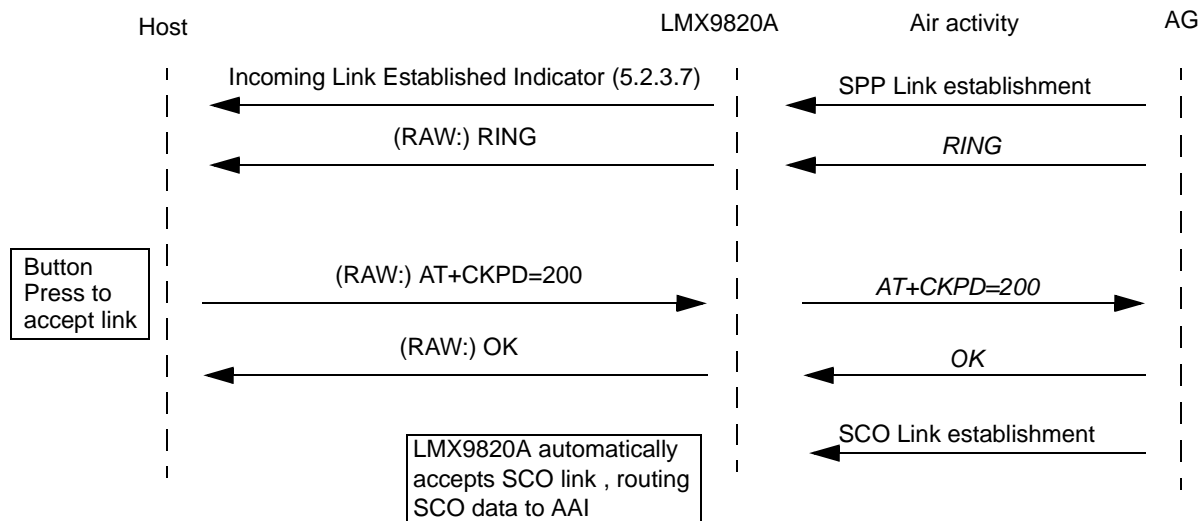 Host
LMX9820A
Air activity
AG
Incoming Link Established Indicator (5.2.3.7)
SPP Link establishment
(RAW:) RING
RING
Button
Press to
accept link
(RAW:) AT+CKPD=200
AT+CKPD=200
(RAW:) OK
OK
SCO Link establishment
LMX9820A automatically
accepts SCO link , routing
SCO data to AAI